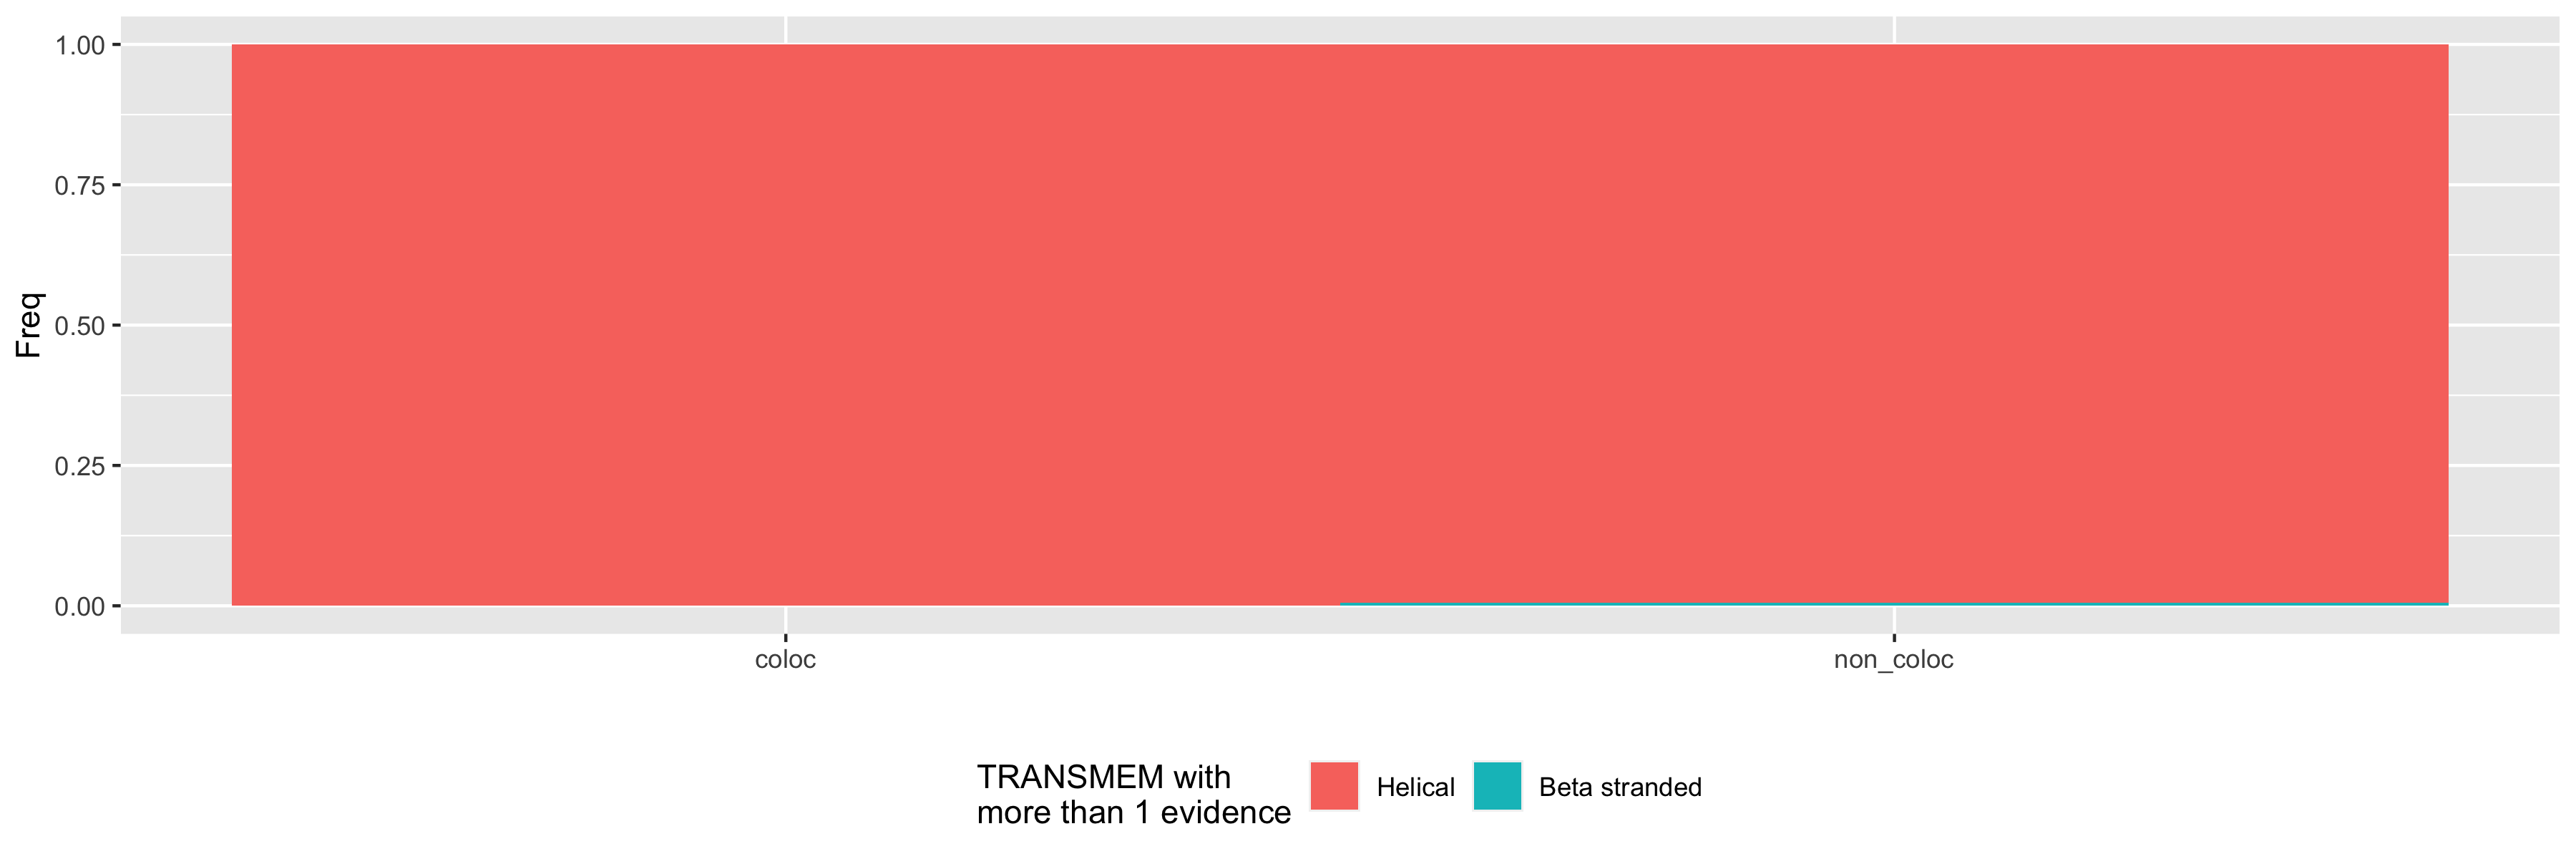 Freq
1.00
0.75
0.50
0.25
0.00
coloc
non_coloc
TRANSMEM with
more than 1 evidence
Helical
Beta stranded